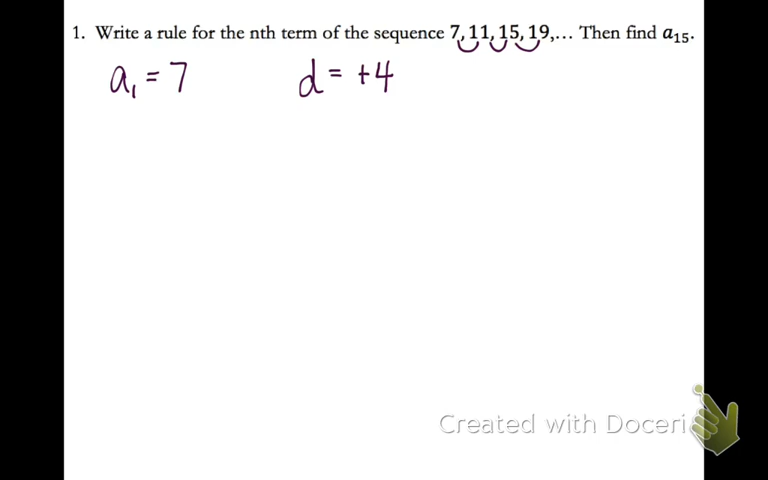 1. Write a rule for the nth term of the sequence 7, 11, 15, 19,... Then find a₁₅.
a₁ = 7 d = +4
Created with Doceri